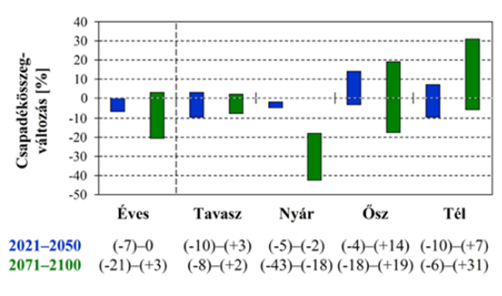 Csapadékösszeg-
változás [%]
40
30
20
10
0
-10
-20
-30
-40
-50
Éves Tavasz Nyár Ősz Tél
2021–2050 (-7)–0 (-10)–(+3) (-5)–(-2) (-4)–(+14) (-10)–(+7)
2071–2100 (-21)–(+3) (-8)–(+2) (-43)–(-18) (-18)–(+19) (-6)–(+31)